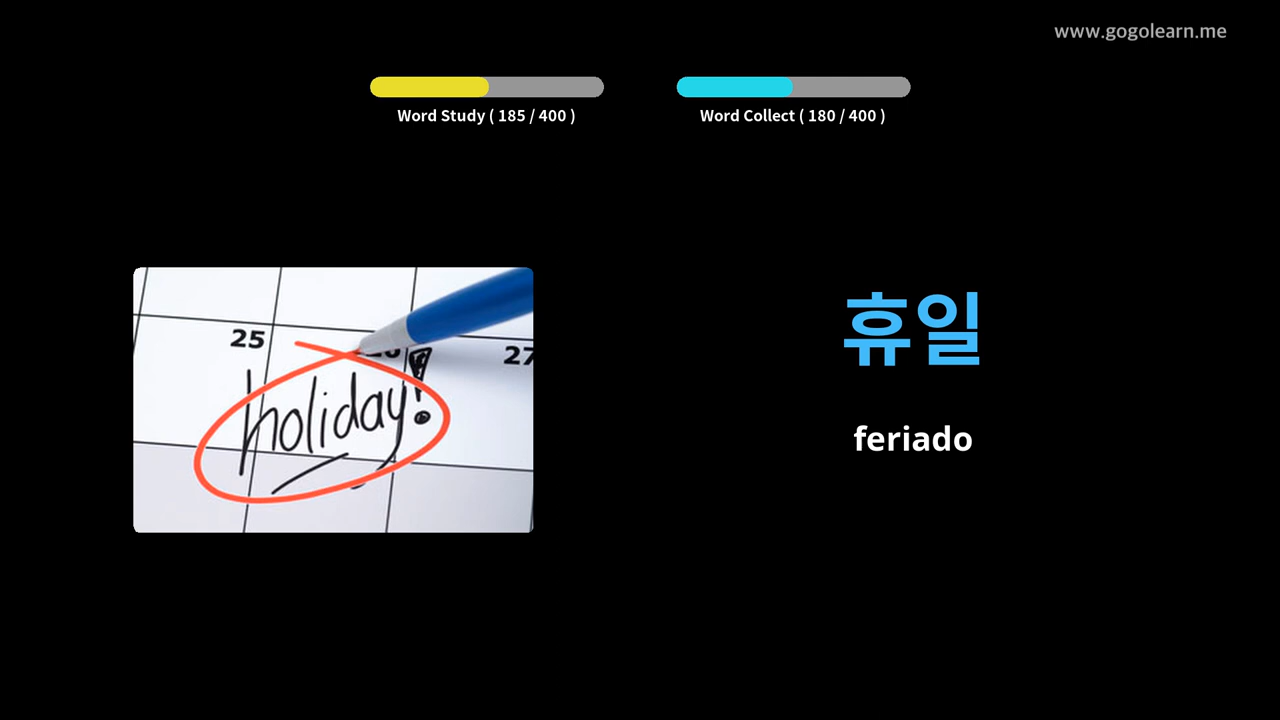 www.gogolearn.me
Word Study ( 185 / 400 )
Word Collect ( 180 / 400 )
25
27
holiday!
휴일
feriado